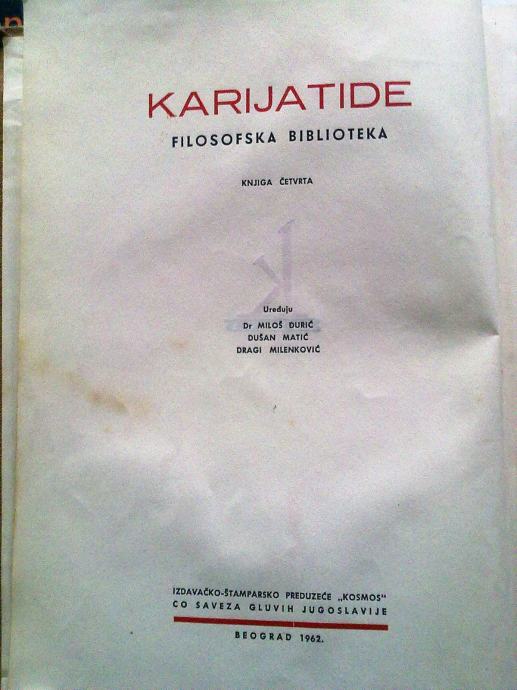 KARIJATIDE
FILOSOFSKA BIBLIOTEKA
KNJIGA ČETVRTA
Uređuju
Dr MILOŠ ĐURIĆ
DUŠAN MATIĆ
DRAGI MILENKOVIĆ
IZDAVAČKO-ŠTAMPARSKO PREDUZEĆE „KOSMOS"
CO SAVEZA GLUVIH JUGOSLAVIJE
BEOGRAD 1962.